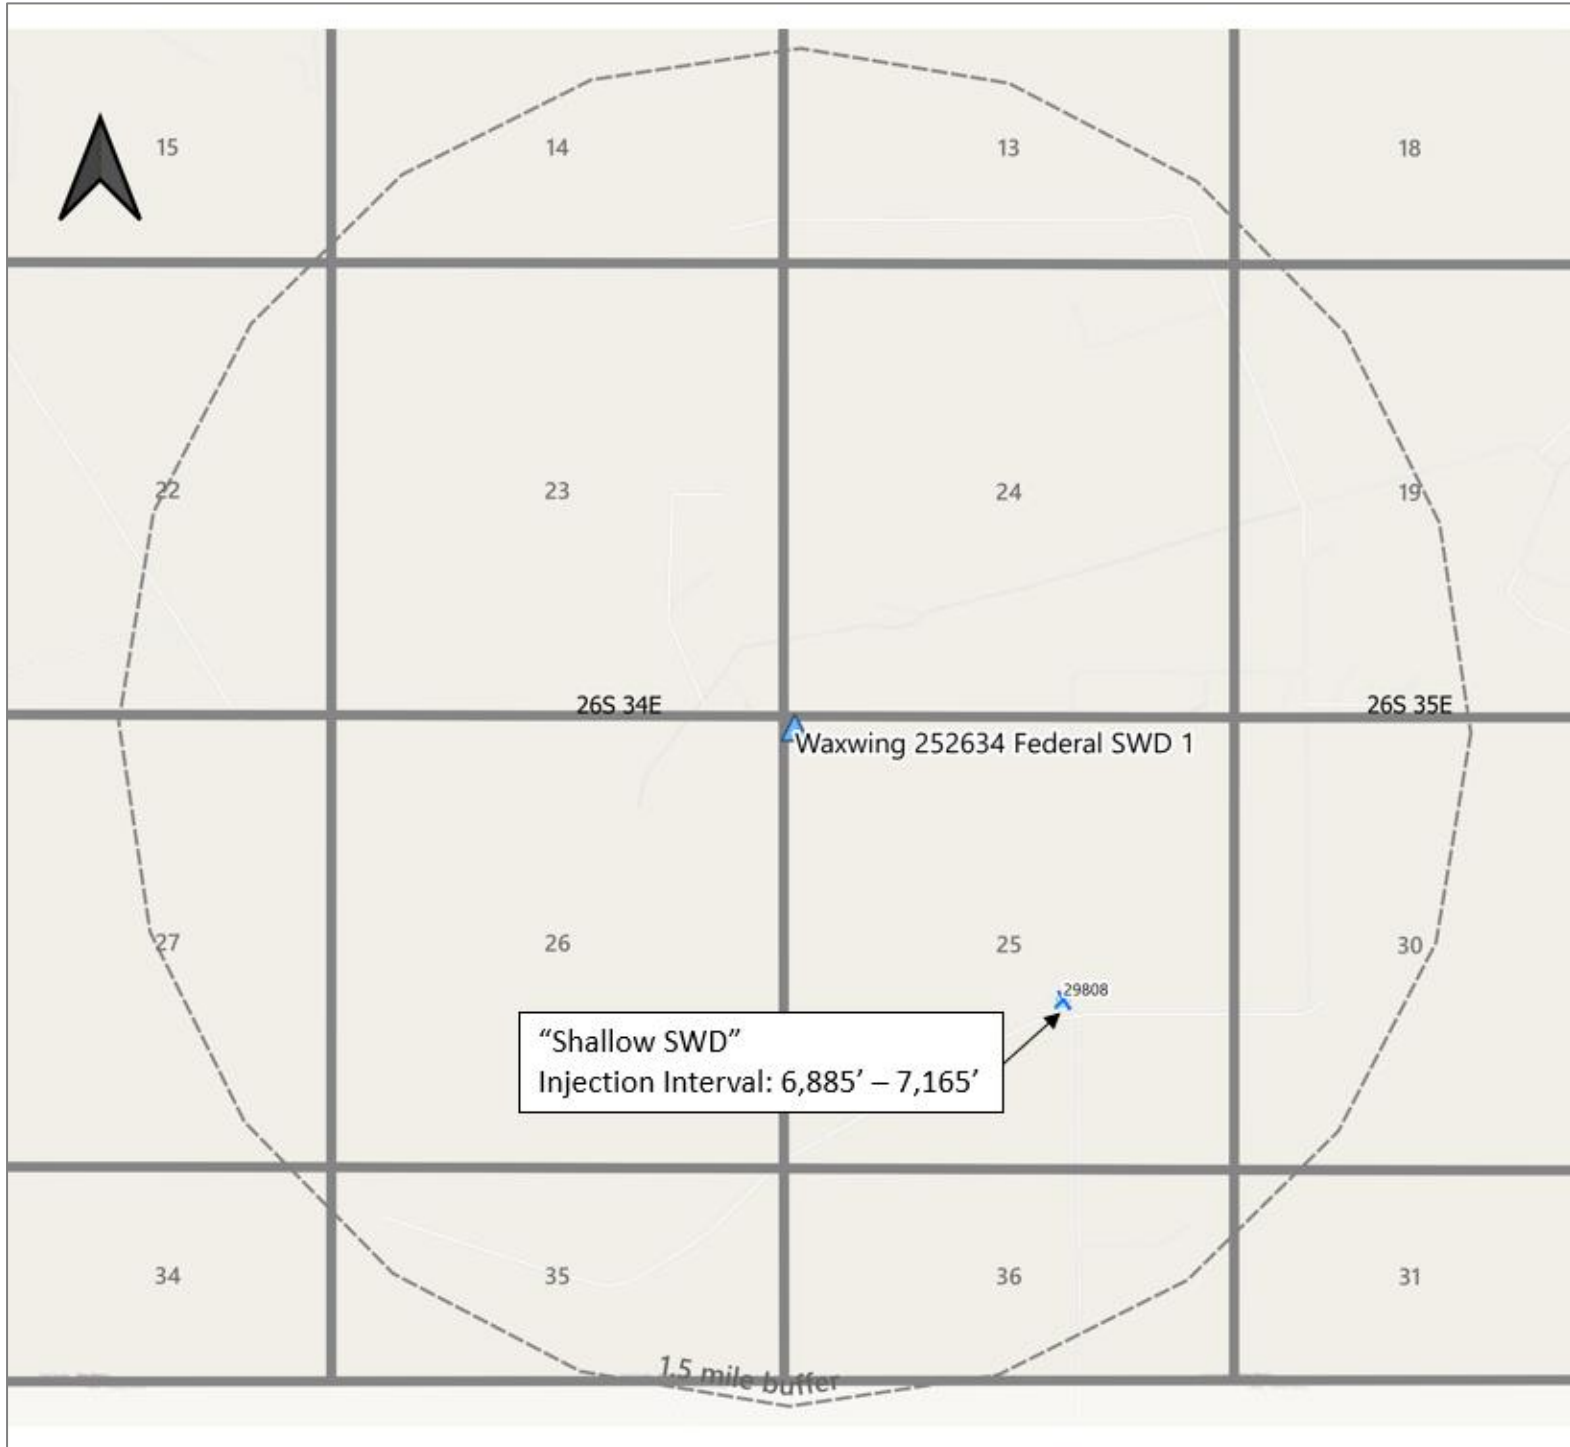 15
14
13
18
22
23
24
19
26S 34E
26S 35E
Waxwing 252634 Federal SWD 1
27
26
25
30
29808
“Shallow SWD”
Injection Interval: 6,885’ – 7,165’
34
35
36
31
1.5 mile buffer